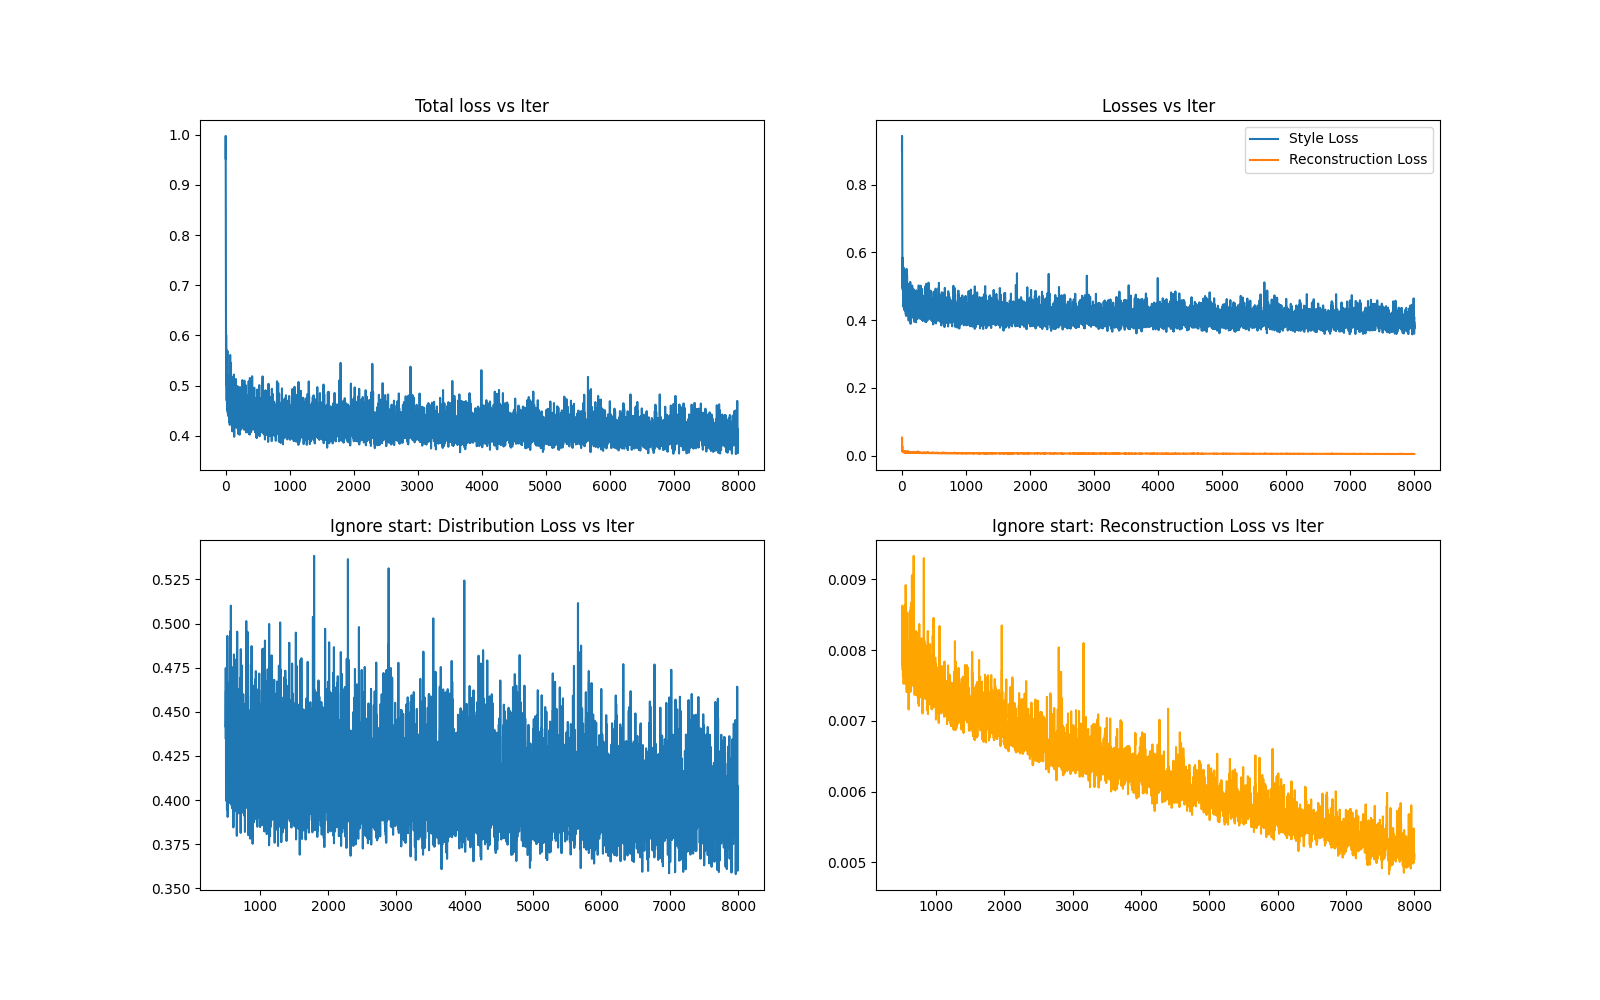 Total loss vs Iter
1.0
0.9
0.8
0.7
0.6
0.5
0.4
0 1000 2000 3000 4000 5000 6000 7000 8000
Losses vs Iter
Style Loss
Reconstruction Loss
0.8
0.6
0.4
0.2
0.0
0 1000 2000 3000 4000 5000 6000 7000 8000
Ignore start: Distribution Loss vs Iter
0.525
0.500
0.475
0.450
0.425
0.400
0.375
0.350
1000 2000 3000 4000 5000 6000 7000 8000
Ignore start: Reconstruction Loss vs Iter
0.009
0.008
0.007
0.006
0.005
1000 2000 3000 4000 5000 6000 7000 8000